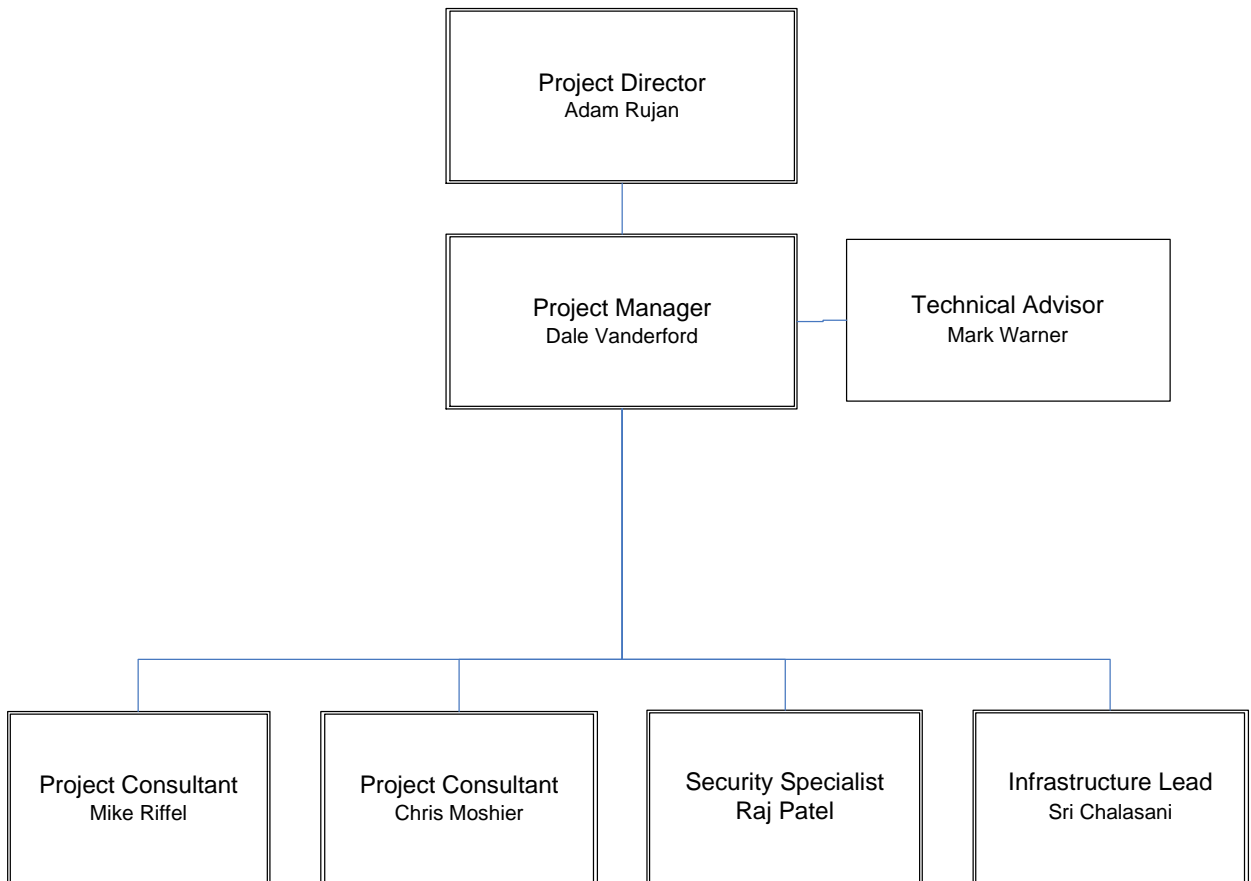 Project Director
Adam Rujan
Project Manager
Dale Vanderford
Technical Advisor
Mark Warner
Project Consultant
Mike Riffel
Project Consultant
Chris Moshier
Security Specialist
Raj Patel
Infrastructure Lead
Sri Chalasani